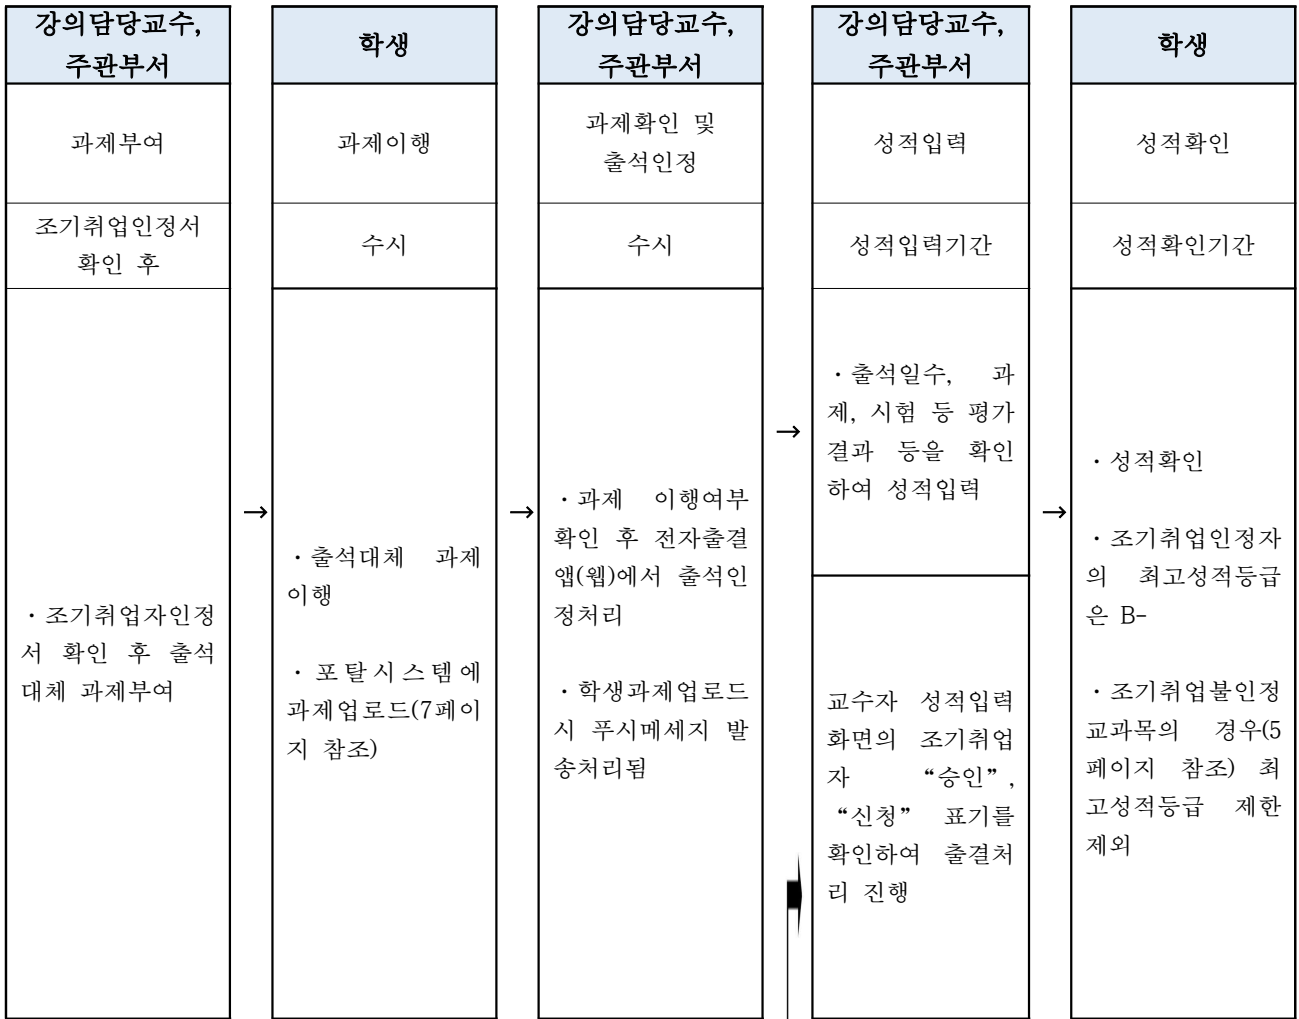 강의담당교수,
주관부서
과제부여
조기취업인정서
확인 후
・조기취업자인정
서 확인 후 출석
대체 과제부여
→
학생
과제이행
수시
・출석대체 과제
이행
・포탈시스템에
과제업로드(7페이
지 참조)
→
강의담당교수,
주관부서
과제확인 및
출석인정
수시
・과제 이행여부
확인 후 전자출결
앱(웹)에서 출석인
정처리
・학생과제업로드
시 푸시메세지 발
송처리됨
→
강의담당교수,
주관부서
성적입력
성적입력기간
・출석일수, 과
제, 시험 등 평가
결과 등을 확인
하여 성적입력
교수자 성적입력
화면의 조기취업
자 “승인”,
“신청” 표기를
확인하여 출결처
리 진행
→
학생
성적확인
성적확인기간
・성적확인
・조기취업인정자
의 최고성적등급
은 B-
・조기취업불인정
교과목의 경우(5
페이지 참조) 최
고성적등급 제한
제외